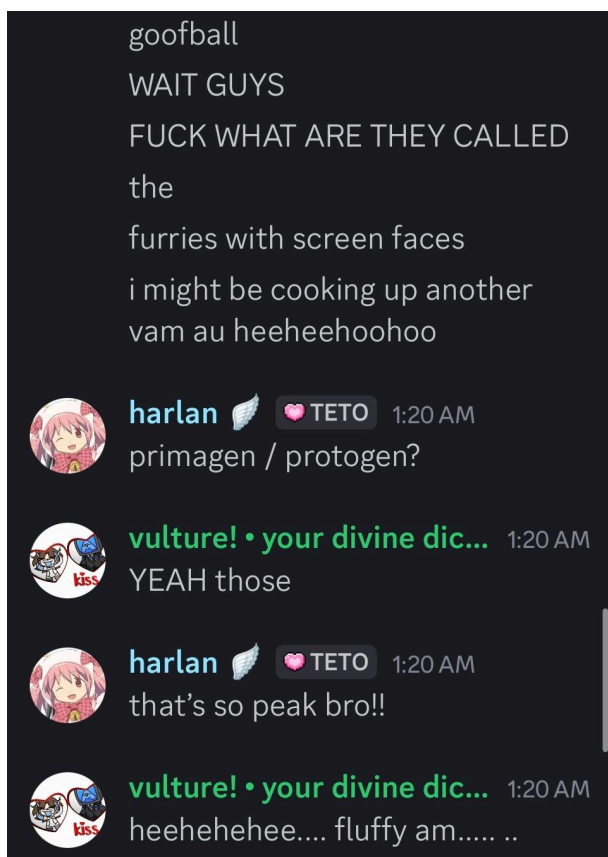 goofball
WAIT GUYS
FUCK WHAT ARE THEY CALLED
the
furries with screen faces
i might be cooking up another
vam au heeheehoohoo
harlan TETO 1:20 AM
primagen / protogen?
vulture! • your divine dic... 1:20 AM
kiss
YEAH those
harlan TETO 1:20 AM
that's so peak bro!!
vulture! • your divine dic... 1:20 AM
kiss
heehehehee.... fluffy am..... ..